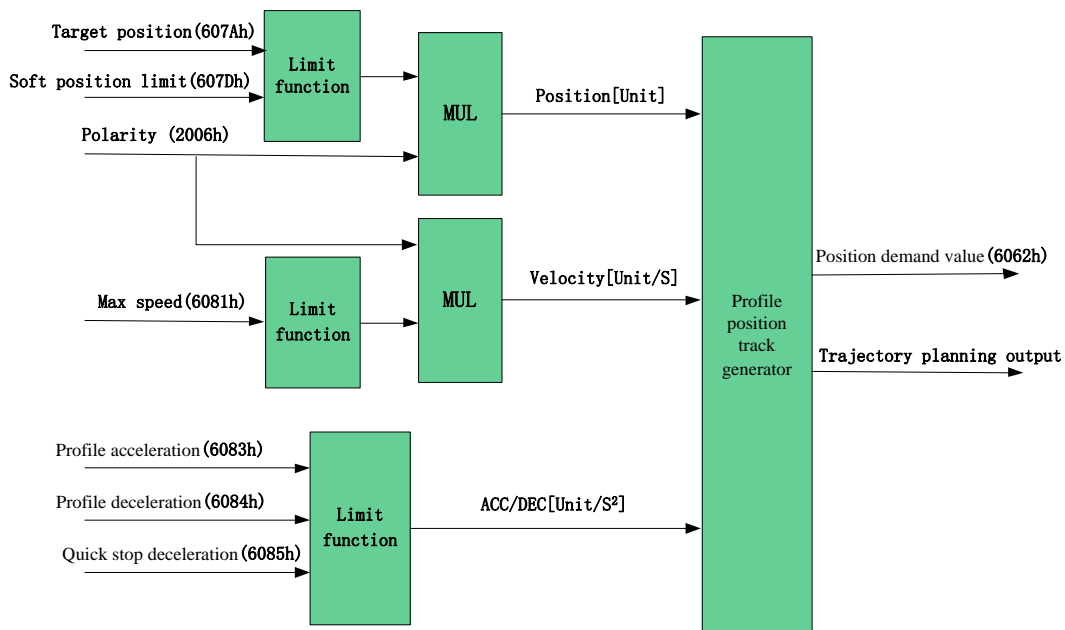 Target position(607Ah)
Soft position limit(607Dh)
Limit
function
Polarity (2006h)
MUL
Position[Unit]
Max speed(6081h)
Limit
function
MUL
Velocity[Unit/S]
Profile acceleration(6083h)
Profile deceleration(6084h)
Quick stop deceleration(6085h)
Limit
function
ACC/DEC[Unit/S²]
Profile
position
track
generator
Position demand value(6062h)
Trajectory planning output